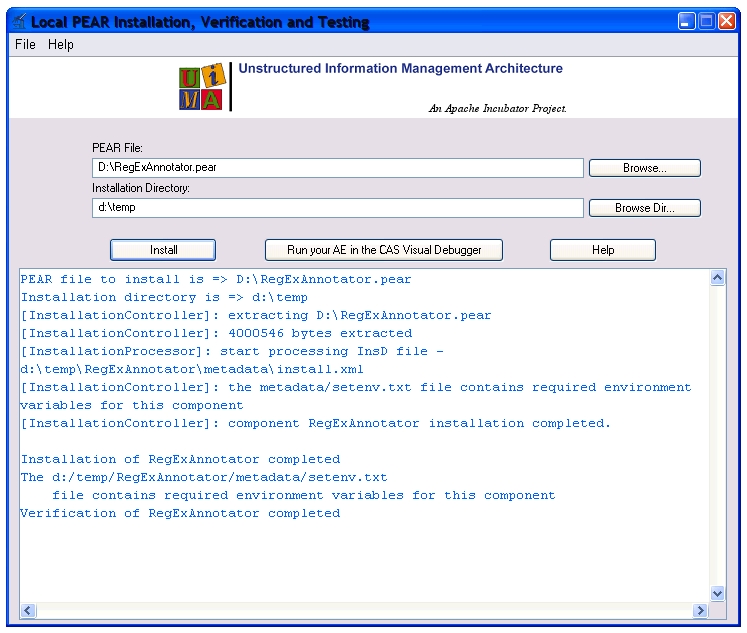 Local PEAR Installation, Verification and Testing
File Help
UIMA
Unstructured Information Management Architecture
An Apache Incubator Project.
PEAR File:
D:\RegExAnnotator.pear
Browse...
Installation Directory:
d:\temp
Browse Dir...
Install
Run your AE in the CAS Visual Debugger
Help
PEAR file to install is => D:\RegExAnnotator.pear
Installation directory is => d:\temp
[InstallationController]: extracting D:\RegExAnnotator.pear
[InstallationController]: 4000546 bytes extracted
[InstallationProcessor]: start processing InsD file -
d:\temp\RegExAnnotator\metadata\install.xml
[InstallationController]: the metadata/setenv.txt file contains required environment
variables for this component
[InstallationController]: component RegExAnnotator installation completed.
Installation of RegExAnnotator completed
The d:/temp/RegExAnnotator/metadata/setenv.txt
file contains required environment variables for this component
Verification of RegExAnnotator completed